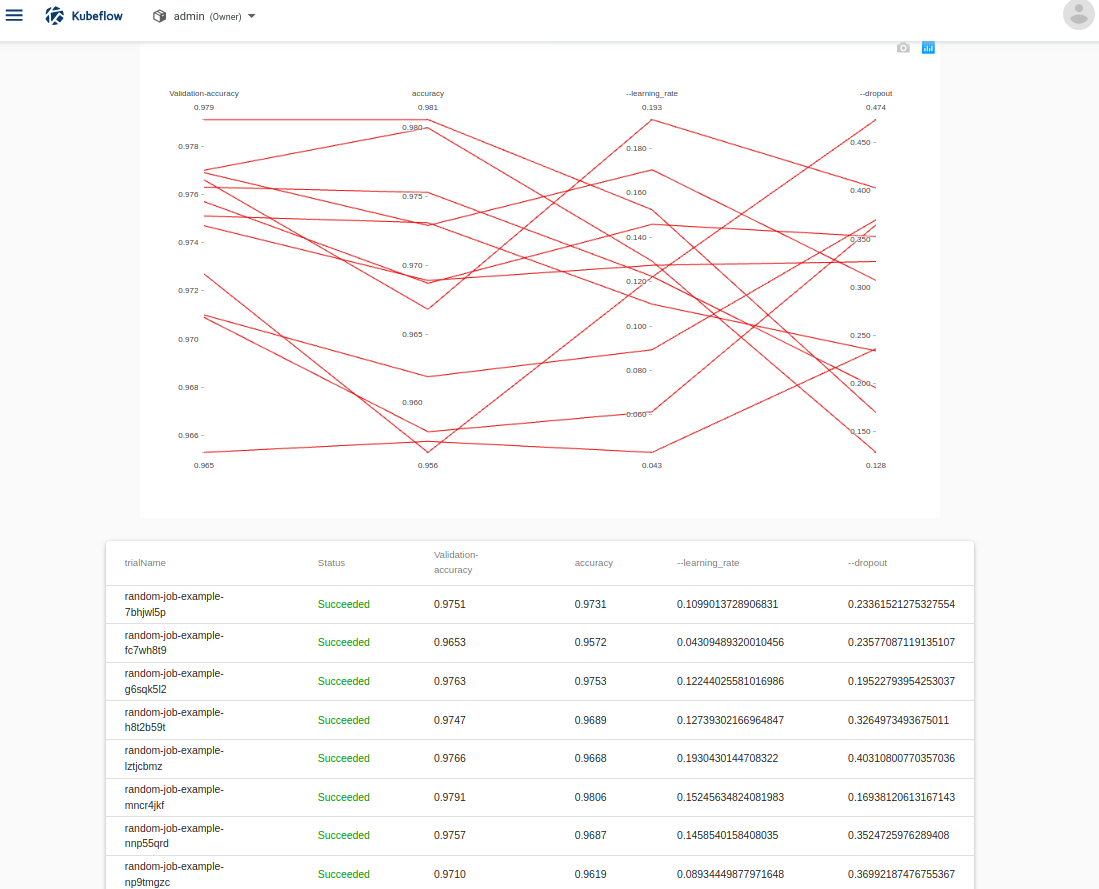 Kubeflow admin (Owner)
Validation-accuracy accuracy --learning_rate --dropout
0.979 0.981 0.193 0.474
0.980
0.978 0.180 0.450
0.976 0.975 0.160 0.400
0.974 0.140 0.350
0.970
0.972 0.120 0.300
0.970 0.965 0.100 0.250
0.968 0.080 0.200
0.960 0.060
0.966 0.150
0.965 0.956 0.043 0.128
trialName Status Validation-accuracy accuracy --learning_rate --dropout
random-job-example-
7bhjwl5p Succeeded 0.9751 0.9731 0.1099013728906831 0.23361521275327554
random-job-example-
fc7wh8t9 Succeeded 0.9653 0.9572 0.04309489320010456 0.23577087119135107
random-job-example-
g6sqk5l2 Succeeded 0.9763 0.9753 0.12244025581016986 0.19522793954253037
random-job-example-
h8t2b59t Succeeded 0.9747 0.9689 0.12739302166964847 0.3264973493675011
random-job-example-
lztjcbmz Succeeded 0.9766 0.9668 0.1930430144708322 0.40310800770357036
random-job-example-
mncr4jkf Succeeded 0.9791 0.9806 0.15245634824081983 0.16938120613167143
random-job-example-
nnp55qrd Succeeded 0.9757 0.9687 0.1458540158408035 0.3524725976289408
random-job-example-
np9tmgzc Succeeded 0.9710 0.9619 0.08934449877971648 0.36992187476755367